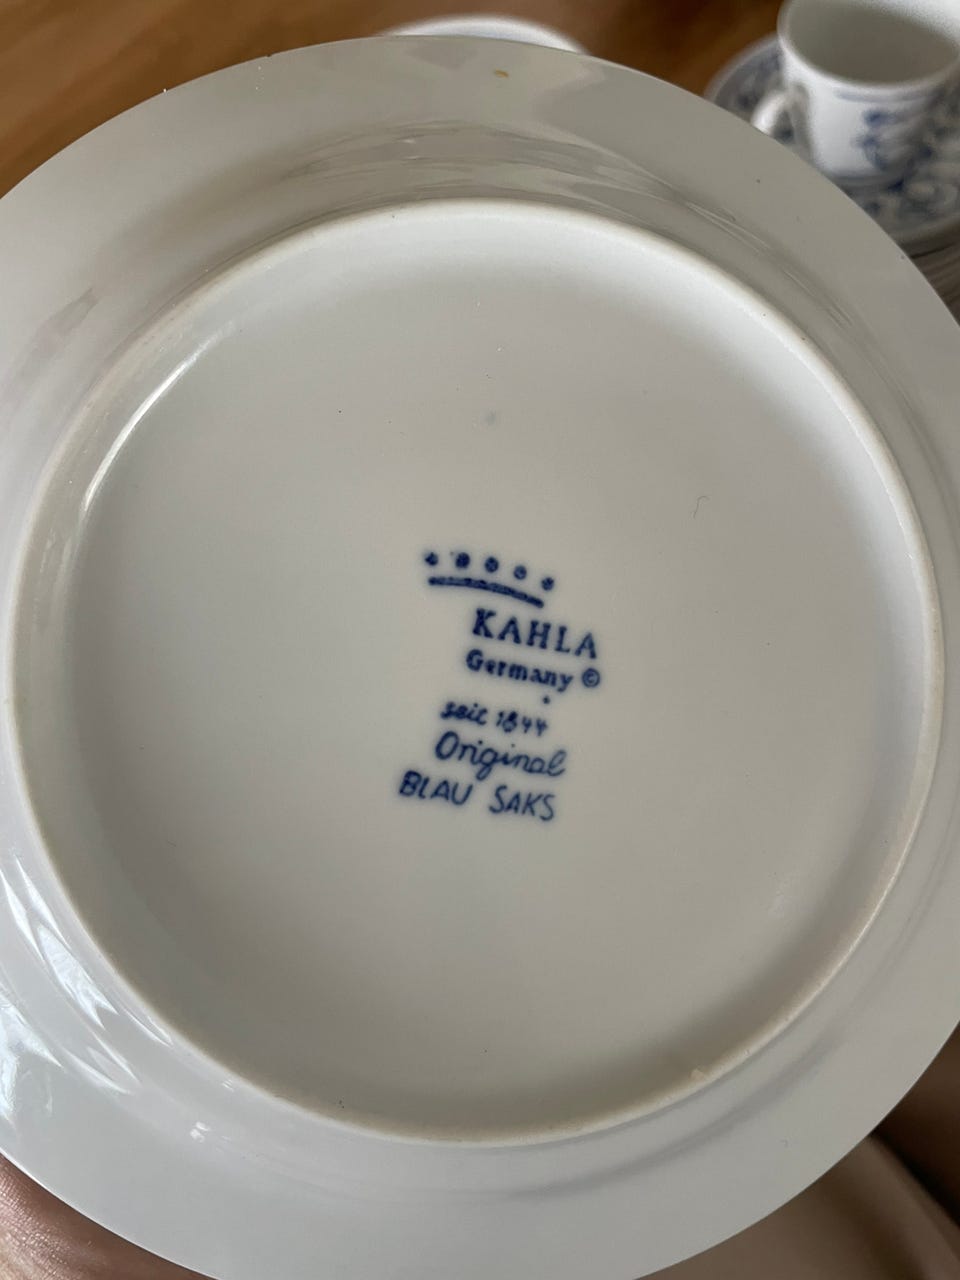 KAHLA
Germany ©
seit 1844
Original
BLAU SAKS